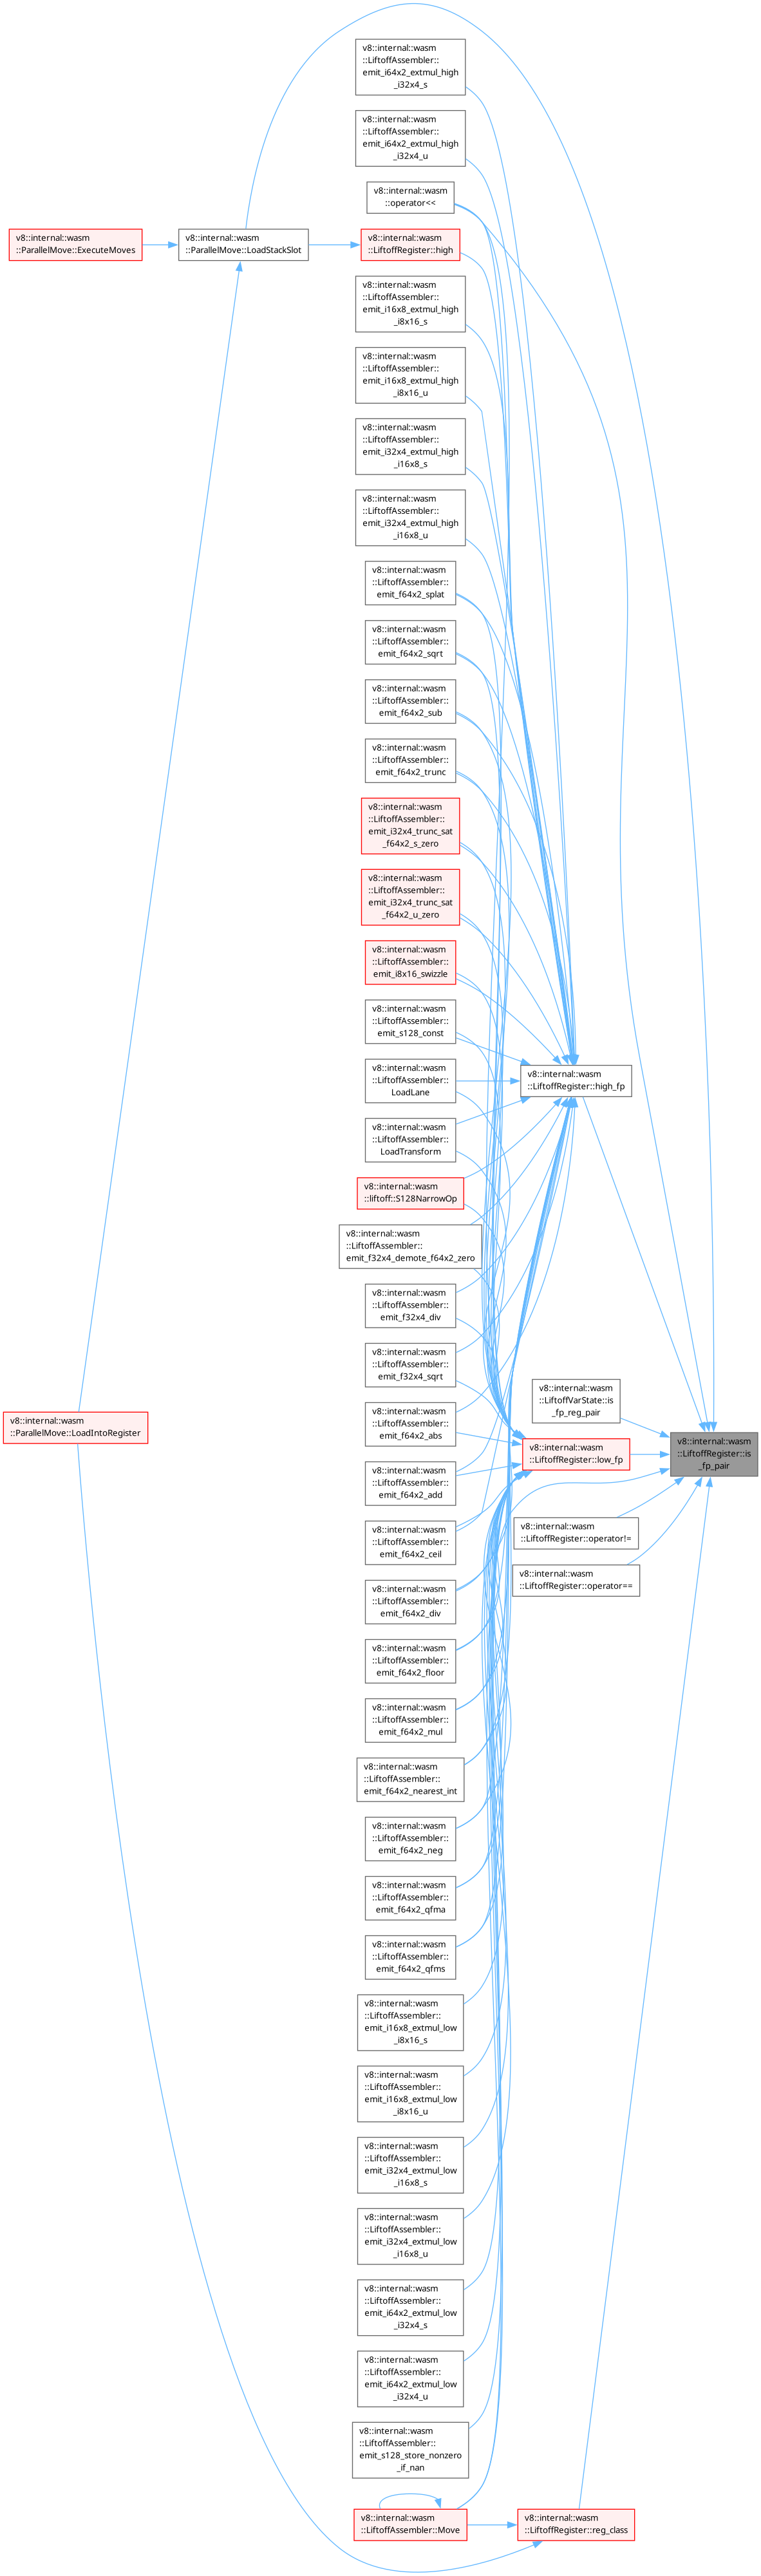 v8::internal::wasm
::LiftoffAssembler::
emit_i64x2_extmul_high
_i32x4_s
v8::internal::wasm
::LiftoffAssembler::
emit_i64x2_extmul_high
_i32x4_u
v8::internal::wasm
::operator<<
v8::internal::wasm
::ParallelMove::ExecuteMoves
v8::internal::wasm
::ParallelMove::LoadStackSlot
v8::internal::wasm
::LiftoffRegister::high
v8::internal::wasm
::LiftoffAssembler::
emit_i16x8_extmul_high
_i8x16_s
v8::internal::wasm
::LiftoffAssembler::
emit_i16x8_extmul_high
_i8x16_u
v8::internal::wasm
::LiftoffAssembler::
emit_i32x4_extmul_high
_i16x8_s
v8::internal::wasm
::LiftoffAssembler::
emit_i32x4_extmul_high
_i16x8_u
v8::internal::wasm
::LiftoffAssembler::
emit_f64x2_splat
v8::internal::wasm
::LiftoffAssembler::
emit_f64x2_sqrt
v8::internal::wasm
::LiftoffAssembler::
emit_f64x2_sub
v8::internal::wasm
::LiftoffAssembler::
emit_f64x2_trunc
v8::internal::wasm
::LiftoffAssembler::
emit_i32x4_trunc_sat
_f64x2_s_zero
v8::internal::wasm
::LiftoffAssembler::
emit_i32x4_trunc_sat
_f64x2_u_zero
v8::internal::wasm
::LiftoffAssembler::
emit_i8x16_swizzle
v8::internal::wasm
::LiftoffAssembler::
emit_s128_const
v8::internal::wasm
::LiftoffAssembler::
LoadLane
v8::internal::wasm
::LiftoffRegister::high_fp
v8::internal::wasm
::LiftoffAssembler::
LoadTransform
v8::internal::wasm
::liftoff::S128NarrowOp
v8::internal::wasm
::LiftoffAssembler::
emit_f32x4_demote_f64x2_zero
v8::internal::wasm
::LiftoffAssembler::
emit_f32x4_div
v8::internal::wasm
::LiftoffAssembler::
emit_f32x4_sqrt
v8::internal::wasm
::LiftoffVarState::is
_fp_reg_pair
v8::internal::wasm
::ParallelMove::LoadIntoRegister
v8::internal::wasm
::LiftoffAssembler::
emit_f64x2_abs
v8::internal::wasm
::LiftoffRegister::low_fp
v8::internal::wasm
::LiftoffRegister::is
_fp_pair
v8::internal::wasm
::LiftoffAssembler::
emit_f64x2_add
v8::internal::wasm
::LiftoffRegister::operator!=
v8::internal::wasm
::LiftoffAssembler::
emit_f64x2_ceil
v8::internal::wasm
::LiftoffRegister::operator==
v8::internal::wasm
::LiftoffAssembler::
emit_f64x2_div
v8::internal::wasm
::LiftoffAssembler::
emit_f64x2_floor
v8::internal::wasm
::LiftoffAssembler::
emit_f64x2_mul
v8::internal::wasm
::LiftoffAssembler::
emit_f64x2_nearest_int
v8::internal::wasm
::LiftoffAssembler::
emit_f64x2_neg
v8::internal::wasm
::LiftoffAssembler::
emit_f64x2_qfma
v8::internal::wasm
::LiftoffAssembler::
emit_f64x2_qfms
v8::internal::wasm
::LiftoffAssembler::
emit_i16x8_extmul_low
_i8x16_s
v8::internal::wasm
::LiftoffAssembler::
emit_i16x8_extmul_low
_i8x16_u
v8::internal::wasm
::LiftoffAssembler::
emit_i32x4_extmul_low
_i16x8_s
v8::internal::wasm
::LiftoffAssembler::
emit_i32x4_extmul_low
_i16x8_u
v8::internal::wasm
::LiftoffAssembler::
emit_i64x2_extmul_low
_i32x4_s
v8::internal::wasm
::LiftoffAssembler::
emit_i64x2_extmul_low
_i32x4_u
v8::internal::wasm
::LiftoffAssembler::
emit_s128_store_nonzero
_if_nan
v8::internal::wasm
::LiftoffAssembler::Move
v8::internal::wasm
::LiftoffRegister::reg_class